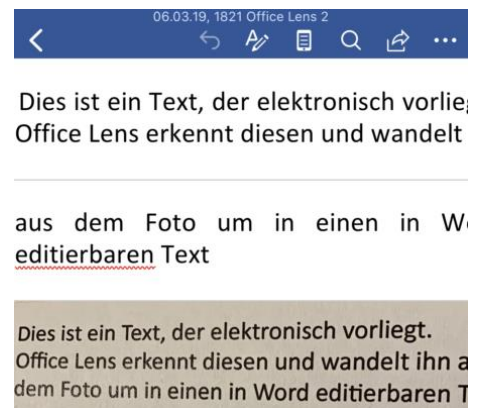 06.03.19, 1821 Office Lens 2
Dies ist ein Text, der elektronisch
Office Lens erkennt diesen und wandelt
aus dem Foto um in einen in
editierbaren Text
Dies ist ein Text, der elektronisch vorliegt.
Office Lens erkennt diesen und wandelt ihn
dem Foto um in einen in Word editierbaren